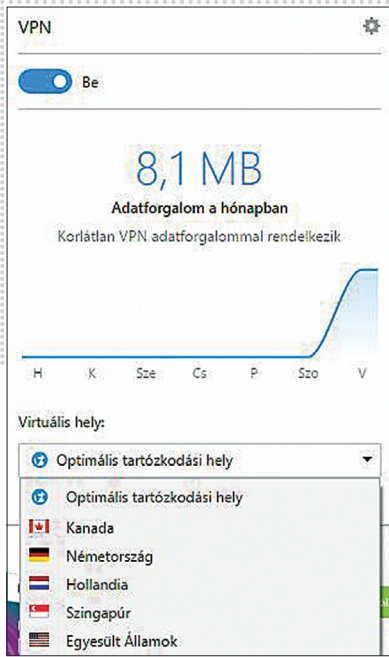 VPN
Be
8,1 MB
Adatforgalom a hónapban
Korlátlan VPN adatforgalommal rendelkezik
H K Sze Cs P Szo V
Virtuális hely:
Optimális tartózkodási hely
Optimális tartózkodási hely
Kanada
Németország
Hollandia
Szingapúr
Egyesült Államok